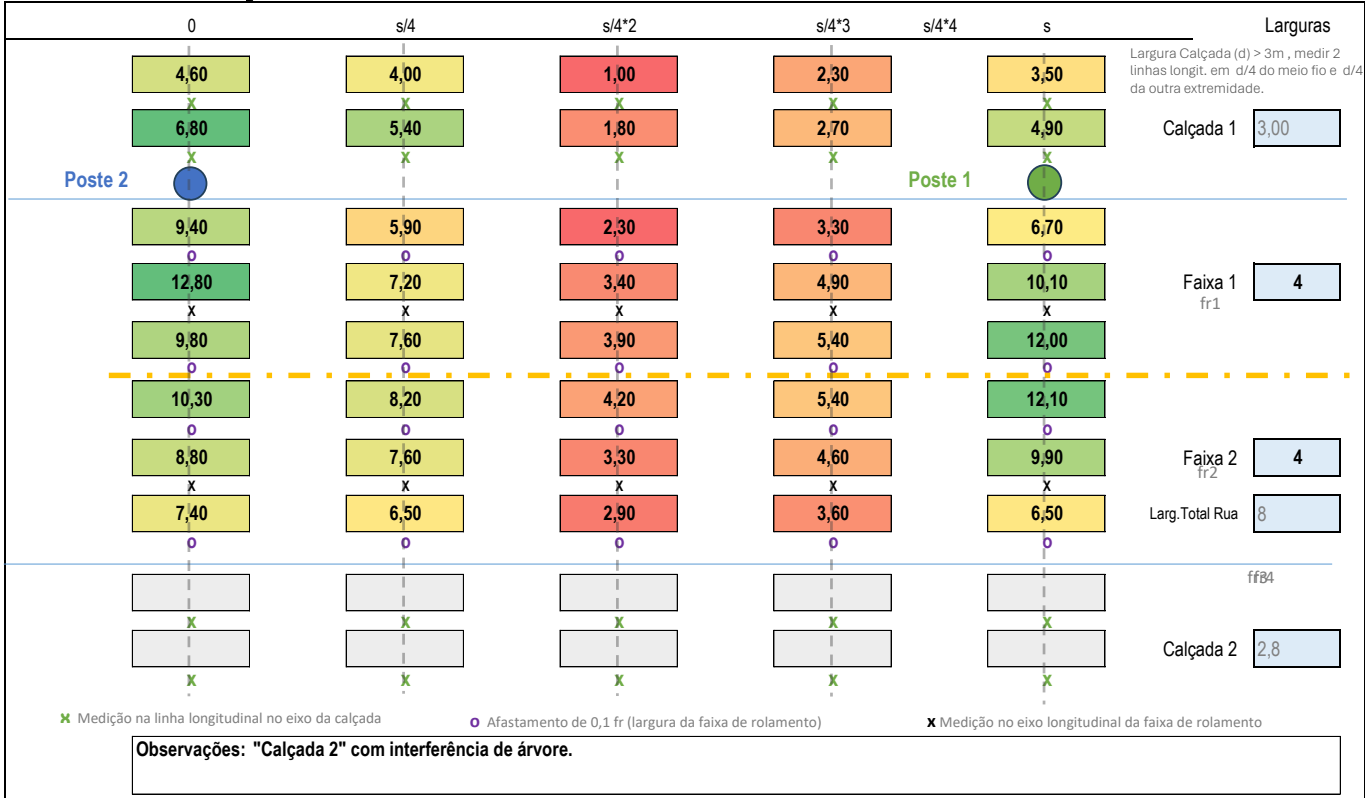 0 s/4 s/4*2 s/4*3 s/4*4 s Larguras
Largura Calçada (d) > 3m , medir 2
linhas longit. em d/4 do meio fio e d/4
da outra extremidade.
4,60 4,00 1,00 2,30 3,50
x x x x x
6,80 5,40 1,80 2,70 4,90 Calçada 1 3,00
x x x x x
Poste 2 Poste 1
9,40 5,90 2,30 3,30 6,70
o o o o o
12,80 7,20 3,40 4,90 10,10 Faixa 1 4
fr1
x x x x x
9,80 7,60 3,90 5,40 12,00
o o o o o
10,30 8,20 4,20 5,40 12,10
o o o o o
8,80 7,60 3,30 4,60 9,90 Faixa 2 4
fr2
x x x x x
7,40 6,50 2,90 3,60 6,50 Larg.Total Rua 8
o o o o o
x x x x x
Calçada 2 2,8
x x x x x
x Medição na linha longitudinal no eixo da calçada o Afastamento de 0,1 fr (largura da faixa de rolamento) x Medição no eixo longitudinal da faixa de rolamento
Observações: "Calçada 2" com interferência de árvore.